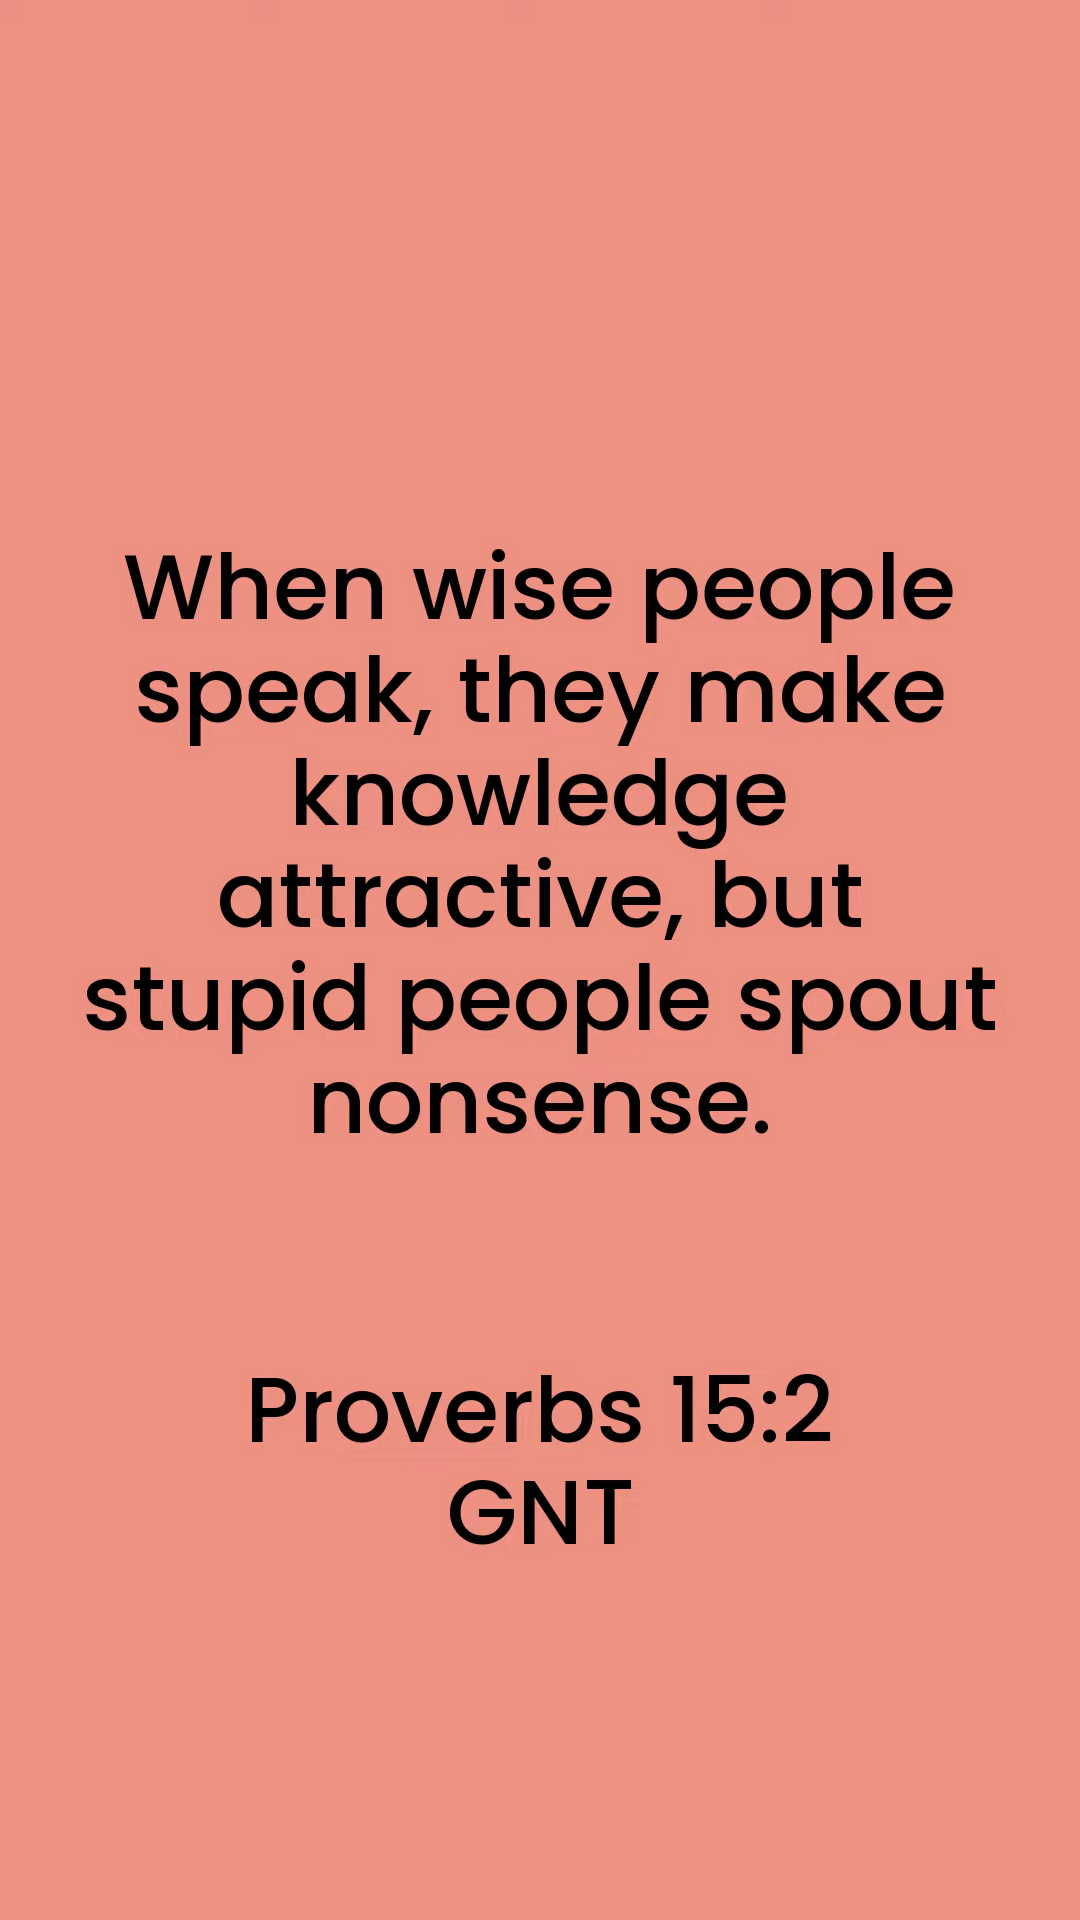 When wise people
speak, they make
knowledge
attractive, but
stupid people spout
nonsense.
Proverbs 15:2
GNT